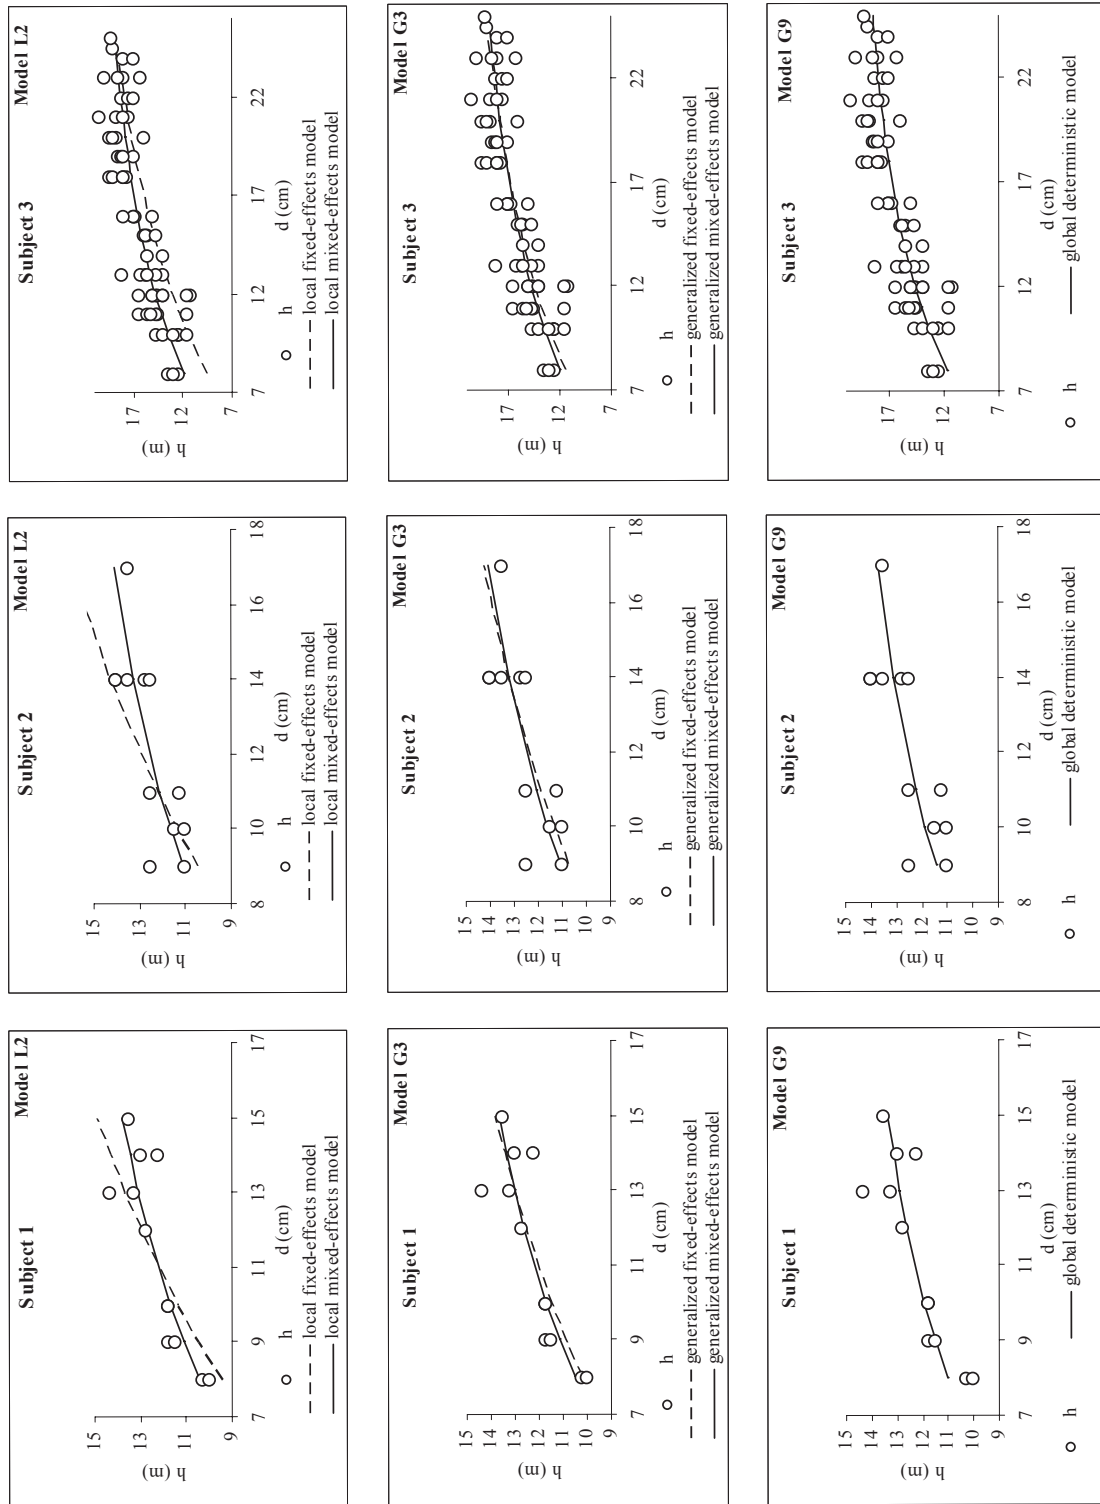 Subject 1
Model L2
15
13
11
9
h (m)
7 9 11 13 15 17
d (cm)
h
local fixed-effects model
local mixed-effects model
Subject 2
Model L2
15
13
11
9
h (m)
8 10 12 14 16 18
d (cm)
h
local fixed-effects model
local mixed-effects model
Subject 3
Model L2
17
12
7
h (m)
7 12 17 22
d (cm)
h
local fixed-effects model
local mixed-effects model
Subject 1
Model G3
15
14
13
12
11
10
9
h (m)
7 9 11 13 15 17
d (cm)
h
generalized fixed-effects model
generalized mixed-effects model
Subject 2
Model G3
15
14
13
12
11
10
9
h (m)
8 10 12 14 16 18
d (cm)
h
generalized fixed-effects model
generalized mixed-effects model
Subject 3
Model G3
17
12
7
h (m)
7 12 17 22
d (cm)
h
generalized fixed-effects model
generalized mixed-effects model
Subject 1
Model G9
15
14
13
12
11
10
9
h (m)
7 9 11 13 15 17
d (cm)
h
global deterministic model
Subject 2
Model G9
15
14
13
12
11
10
9
h (m)
8 10 12 14 16 18
d (cm)
h
global deterministic model
Subject 3
Model G9
17
12
7
h (m)
7 12 17 22
d (cm)
h
global deterministic model